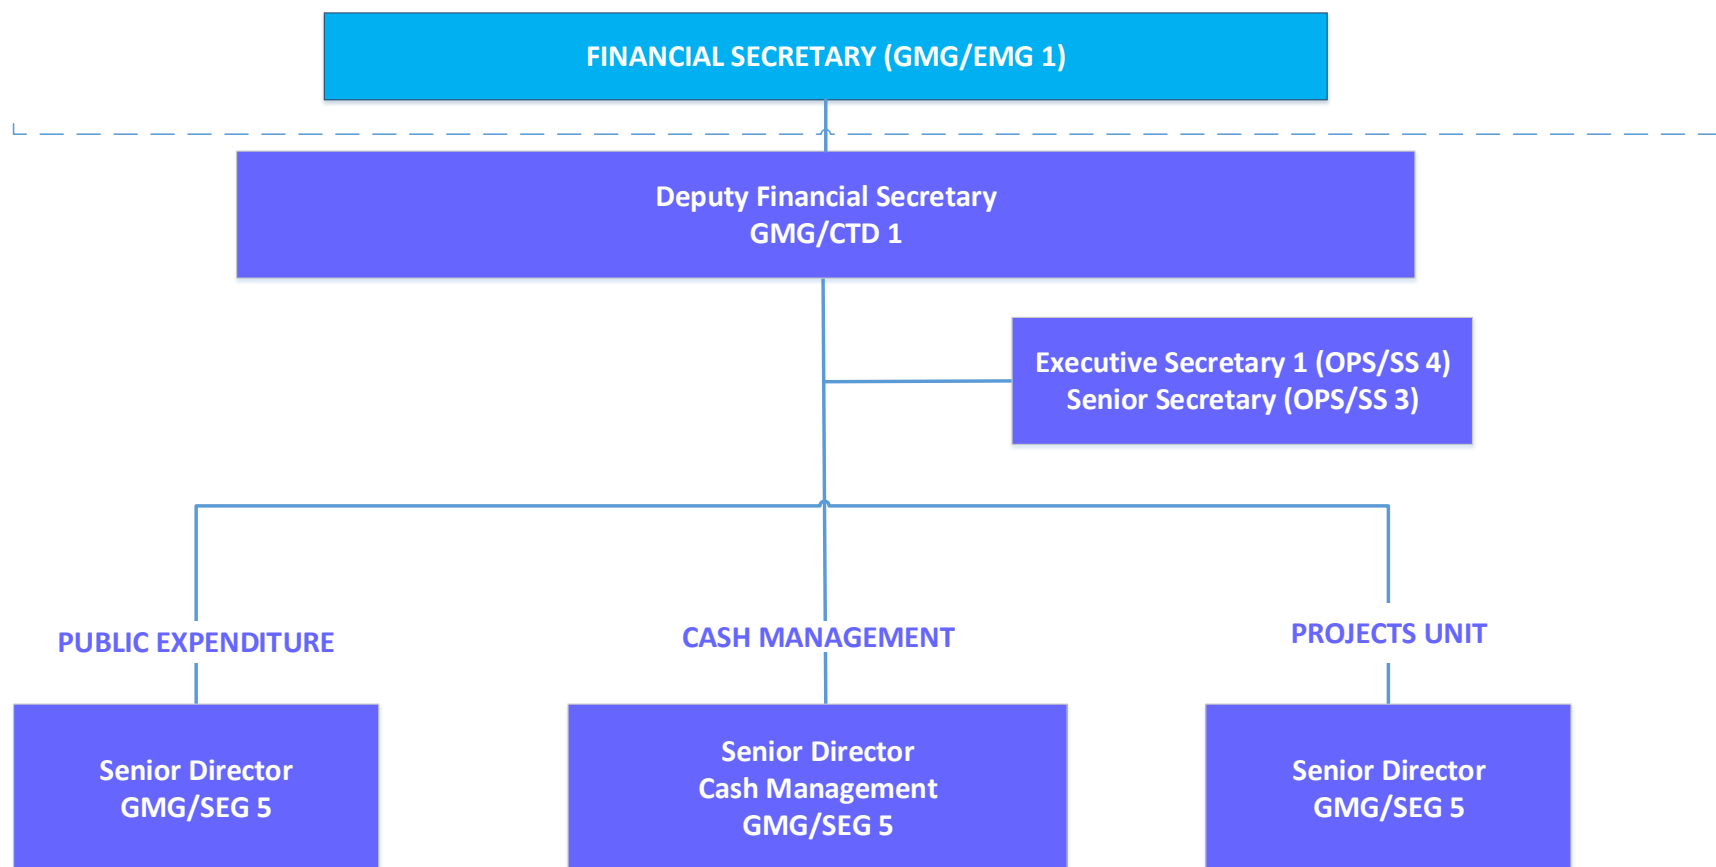 FINANCIAL SECRETARY (GMG/EMG 1)
Deputy Financial Secretary
GMG/CTD 1
Executive Secretary 1 (OPS/SS 4)
Senior Secretary (OPS/SS 3)
PUBLIC EXPENDITURE
CASH MANAGEMENT
PROJECTS UNIT
Senior Director
GMG/SEG 5
Senior Director
Cash Management
GMG/SEG 5
Senior Director
GMG/SEG 5